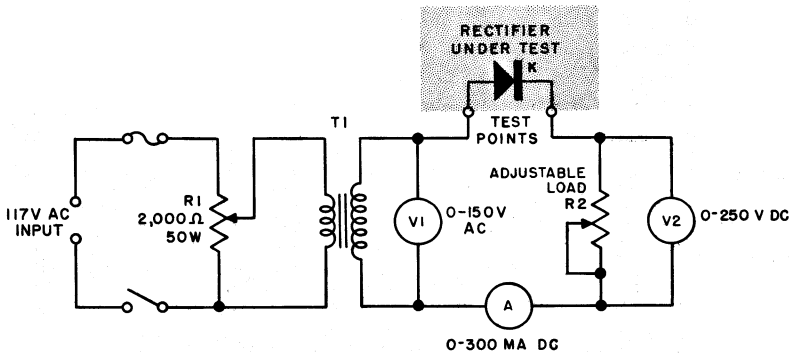 RECTIFIER
UNDER TEST
K
T1
TEST
POINTS
ADJUSTABLE
LOAD
R2
R1
2,000Ω
50W
117V AC
INPUT
V1
0-150V
AC
V2
0-250 V DC
A
0-300 MA DC